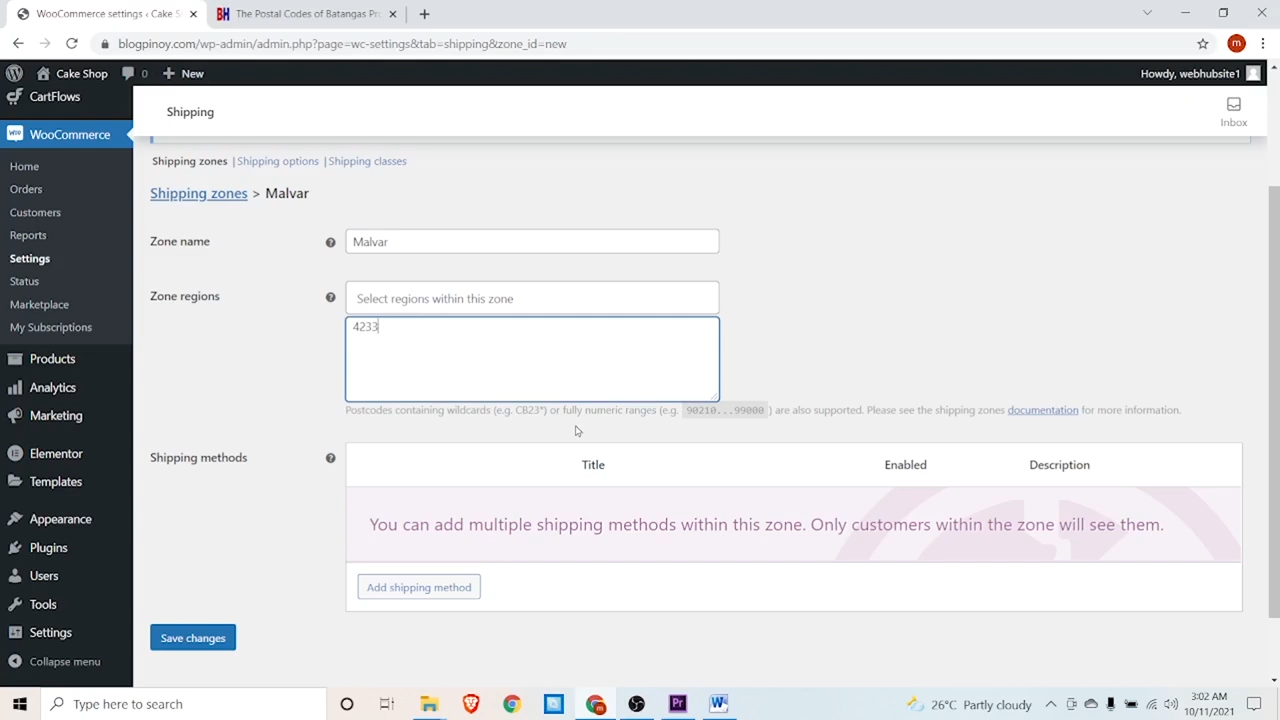 WooCommerce settings ‹ Cake S
BH The Postal Codes of Batangas Pr
blogpinoy.com/wp-admin/admin.php?page=wc-settings&tab=shipping&zone_id=new
m
Cake Shop 0 New
Howdy, webhubsite1
CartFlows
Shipping
Inbox
WOO WooCommerce
Home
Orders
Customers
Reports
Settings
Status
Marketplace
My Subscriptions
Products
Analytics
Marketing
Elementor
Templates
Appearance
Plugins
Users
Tools
Settings
Collapse menu
Shipping zones | Shipping options | Shipping classes
Shipping zones > Malvar
Zone name
Malvar
Zone regions
Select regions within this zone
4233
Postcodes containing wildcards (e.g. CB23*) or fully numeric ranges (e.g. 90210...99000 ) are also supported. Please see the shipping zones documentation for more information.
Shipping methods
Title Enabled Description
You can add multiple shipping methods within this zone. Only customers within the zone will see them.
Add shipping method
Save changes
Type here to search
26°C Partly cloudy
3:02 AM
10/11/2021